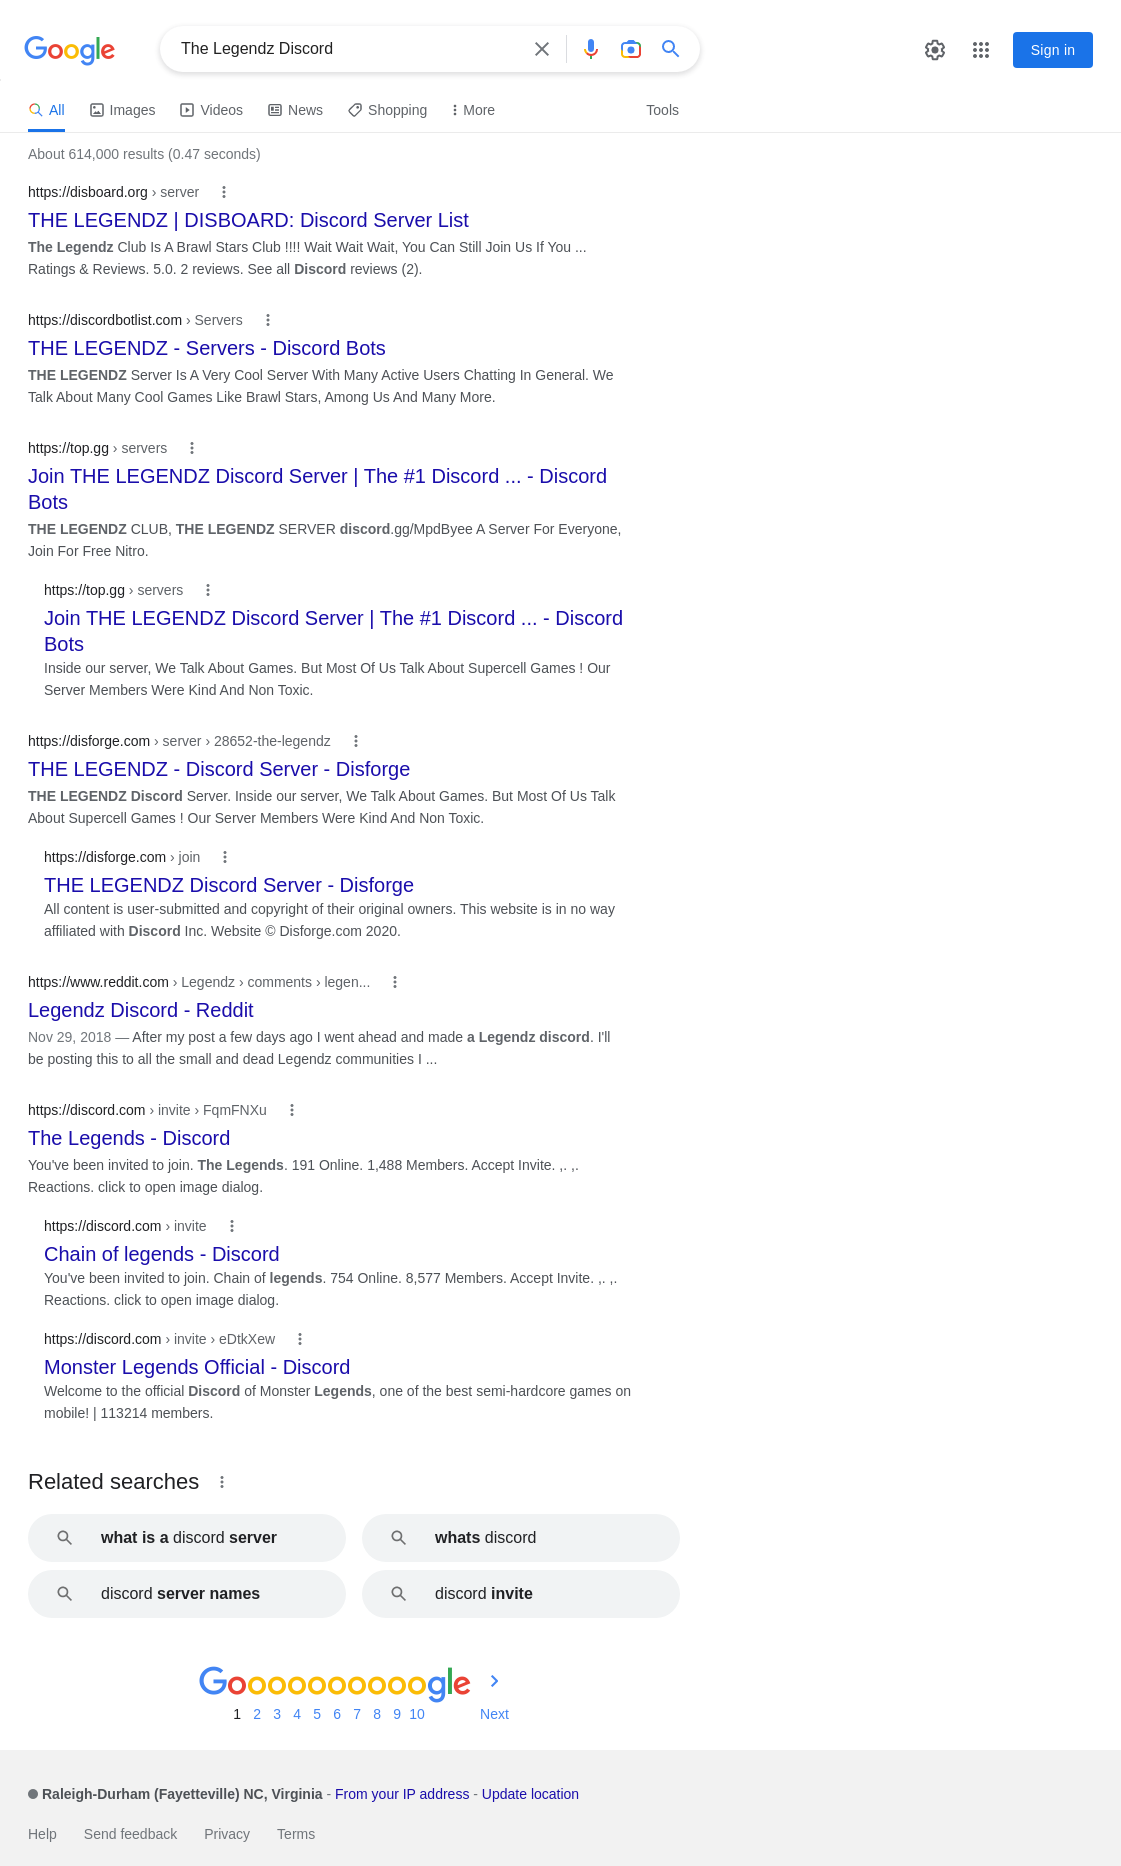 Google
The Legendz Discord
Sign in
All Images Videos News Shopping More Tools
About 614,000 results (0.47 seconds)
https://disboard.org › server
THE LEGENDZ | DISBOARD: Discord Server List
The Legendz Club Is A Brawl Stars Club !!!! Wait Wait Wait, You Can Still Join Us If You ...
Ratings & Reviews. 5.0. 2 reviews. See all Discord reviews (2).
https://discordbotlist.com › Servers
THE LEGENDZ - Servers - Discord Bots
THE LEGENDZ Server Is A Very Cool Server With Many Active Users Chatting In General. We
Talk About Many Cool Games Like Brawl Stars, Among Us And Many More.
https://top.gg › servers
Join THE LEGENDZ Discord Server | The #1 Discord ... - Discord
Bots
THE LEGENDZ CLUB, THE LEGENDZ SERVER discord.gg/MpdByee A Server For Everyone,
Join For Free Nitro.
https://top.gg › servers
Join THE LEGENDZ Discord Server | The #1 Discord ... - Discord
Bots
Inside our server, We Talk About Games. But Most Of Us Talk About Supercell Games ! Our
Server Members Were Kind And Non Toxic.
https://disforge.com › server › 28652-the-legendz
THE LEGENDZ - Discord Server - Disforge
THE LEGENDZ Discord Server. Inside our server, We Talk About Games. But Most Of Us Talk
About Supercell Games ! Our Server Members Were Kind And Non Toxic.
https://disforge.com › join
THE LEGENDZ Discord Server - Disforge
All content is user-submitted and copyright of their original owners. This website is in no way
affiliated with Discord Inc. Website © Disforge.com 2020.
https://www.reddit.com › Legendz › comments › legen...
Legendz Discord - Reddit
Nov 29, 2018 — After my post a few days ago I went ahead and made a Legendz discord. I'll
be posting this to all the small and dead Legendz communities I ...
https://discord.com › invite › FqmFNXu
The Legends - Discord
You've been invited to join. The Legends. 191 Online. 1,488 Members. Accept Invite. ,. ,.
Reactions. click to open image dialog.
https://discord.com › invite
Chain of legends - Discord
You've been invited to join. Chain of legends. 754 Online. 8,577 Members. Accept Invite. ,. ,.
Reactions. click to open image dialog.
https://discord.com › invite › eDtkXew
Monster Legends Official - Discord
Welcome to the official Discord of Monster Legends, one of the best semi-hardcore games on
mobile! | 113214 members.
Related searches
what is a discord server
whats discord
discord server names
discord invite
Goooooooooogle
1 2 3 4 5 6 7 8 9 10 Next
Raleigh-Durham (Fayetteville) NC, Virginia - From your IP address - Update location
Help Send feedback Privacy Terms